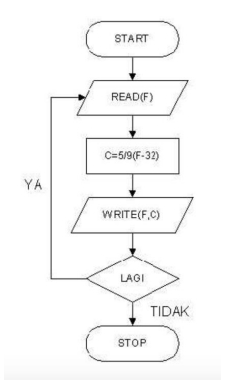 START
READ(F)
C=5/9(F-32)
YA
WRITE(F,C)
LAGI
TIDAK
STOP